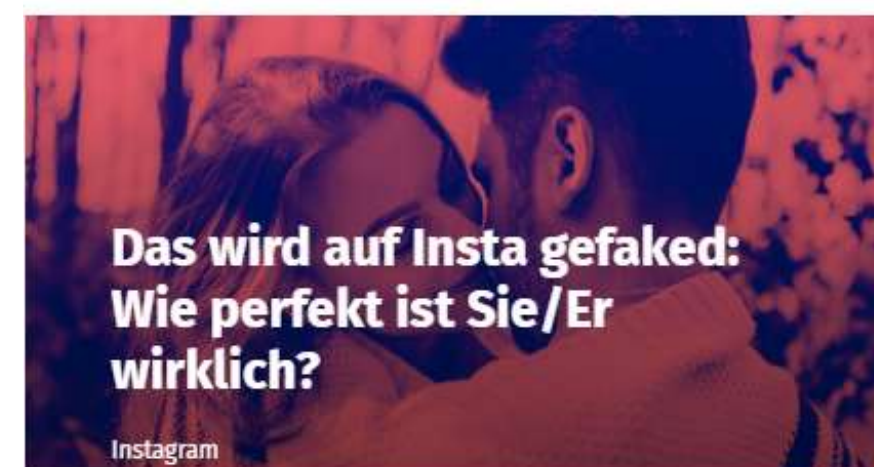 Das wird auf Insta gefaked:
Wie perfekt ist Sie/Er
wirklich?
Instagram